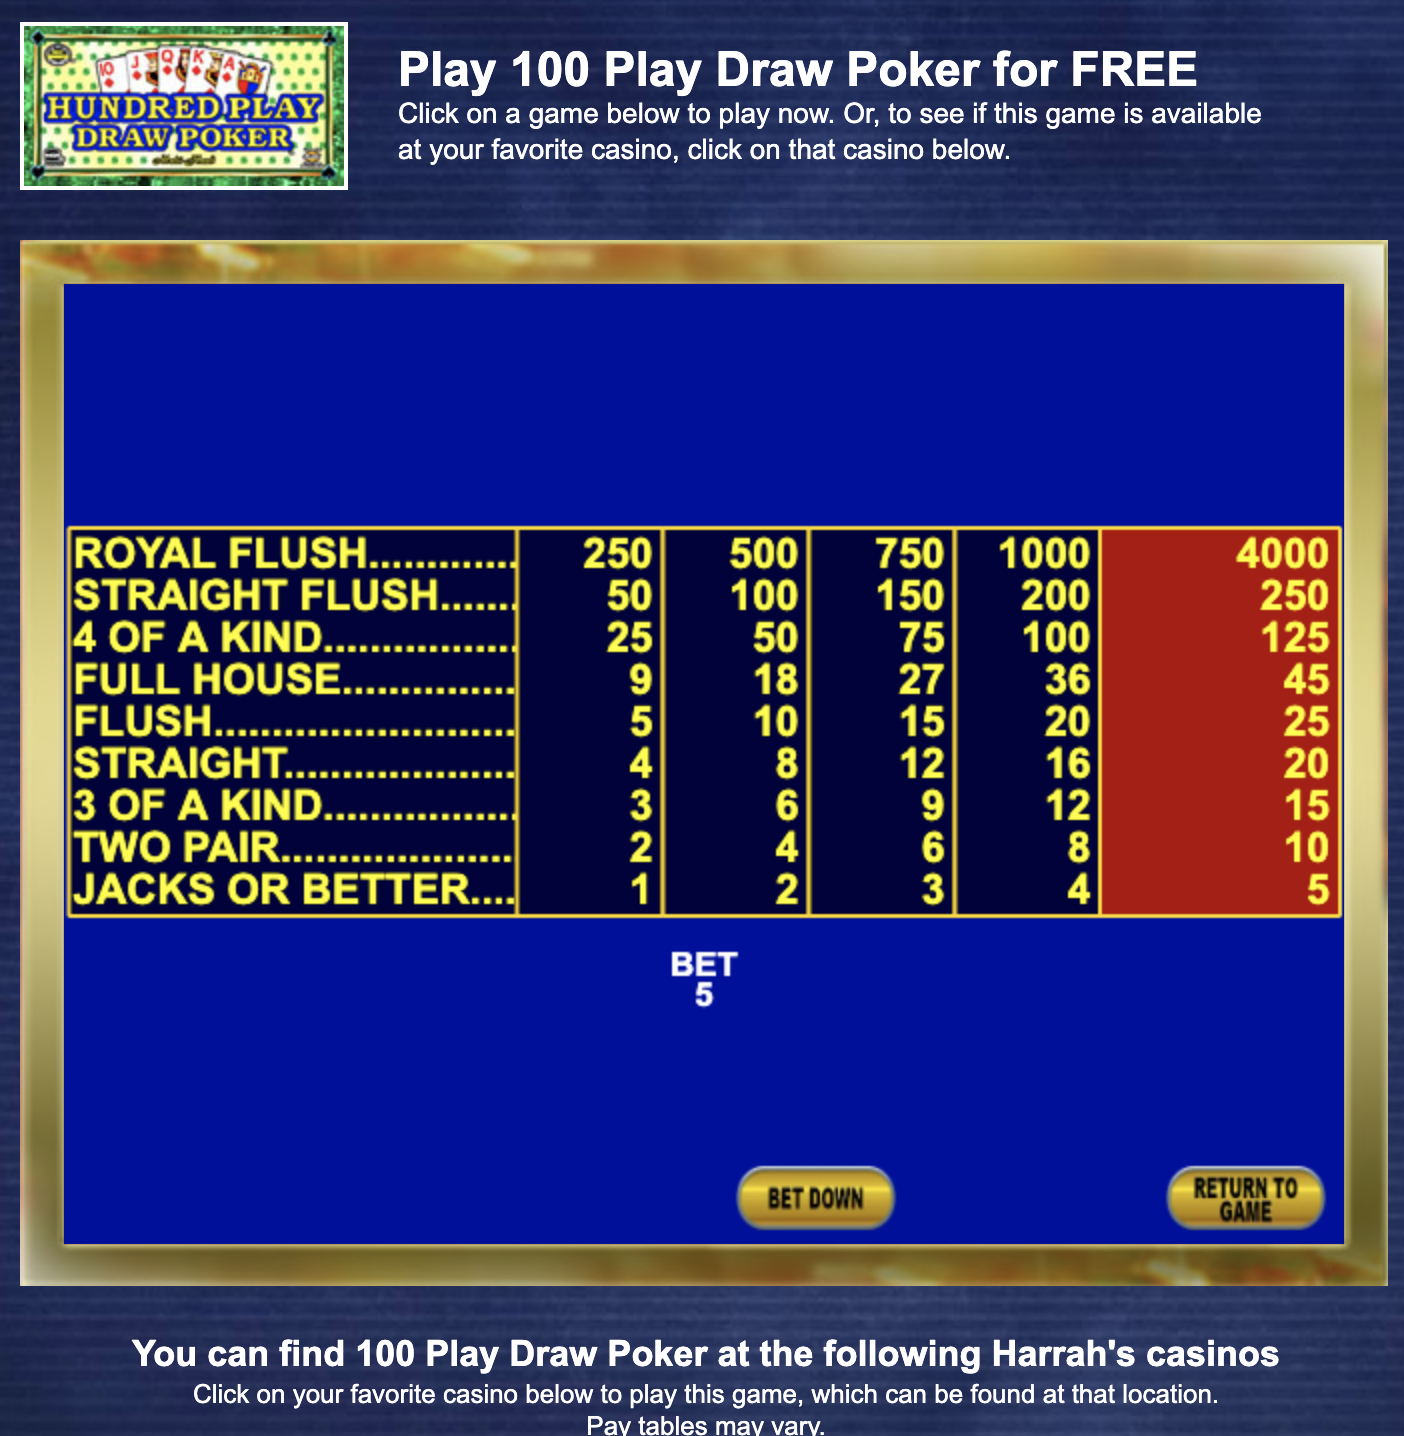 10 J Q K A
HUNDRED PLAY
DRAW POKER
Play 100 Play Draw Poker for FREE
Click on a game below to play now. Or, to see if this game is available
at your favorite casino, click on that casino below.
ROYAL FLUSH............. 250 500 750 1000 4000
STRAIGHT FLUSH....... 50 100 150 200 250
4 OF A KIND................. 25 50 75 100 125
FULL HOUSE............... 9 18 27 36 45
FLUSH.......................... 5 10 15 20 25
STRAIGHT.................... 4 8 12 16 20
3 OF A KIND................. 3 6 9 12 15
TWO PAIR.................... 2 4 6 8 10
JACKS OR BETTER.... 1 2 3 4 5
BET
5
BET DOWN
RETURN TO
GAME
You can find 100 Play Draw Poker at the following Harrah's casinos
Click on your favorite casino below to play this game, which can be found at that location.
Pay tables may vary.